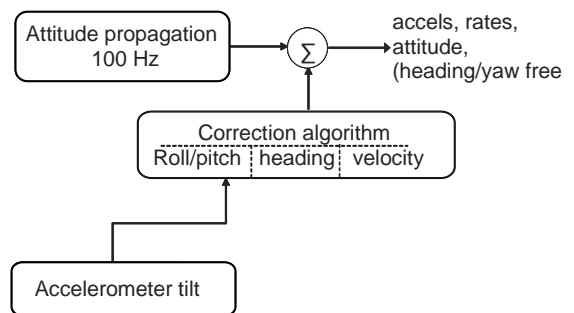 Attitude propagation
100 Hz
Σ
accels, rates,
attitude,
(heading/yaw free
Correction algorithm
Roll/pitch heading velocity
Accelerometer tilt